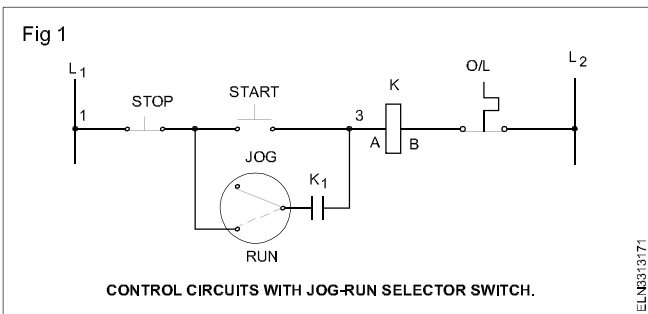 Fig 1
L1
L2
O/L
K
START
STOP
1
3
A
B
JOG
K1
RUN
CONTROL CIRCUITS WITH JOG-RUN SELECTOR SWITCH.
ELN3313171